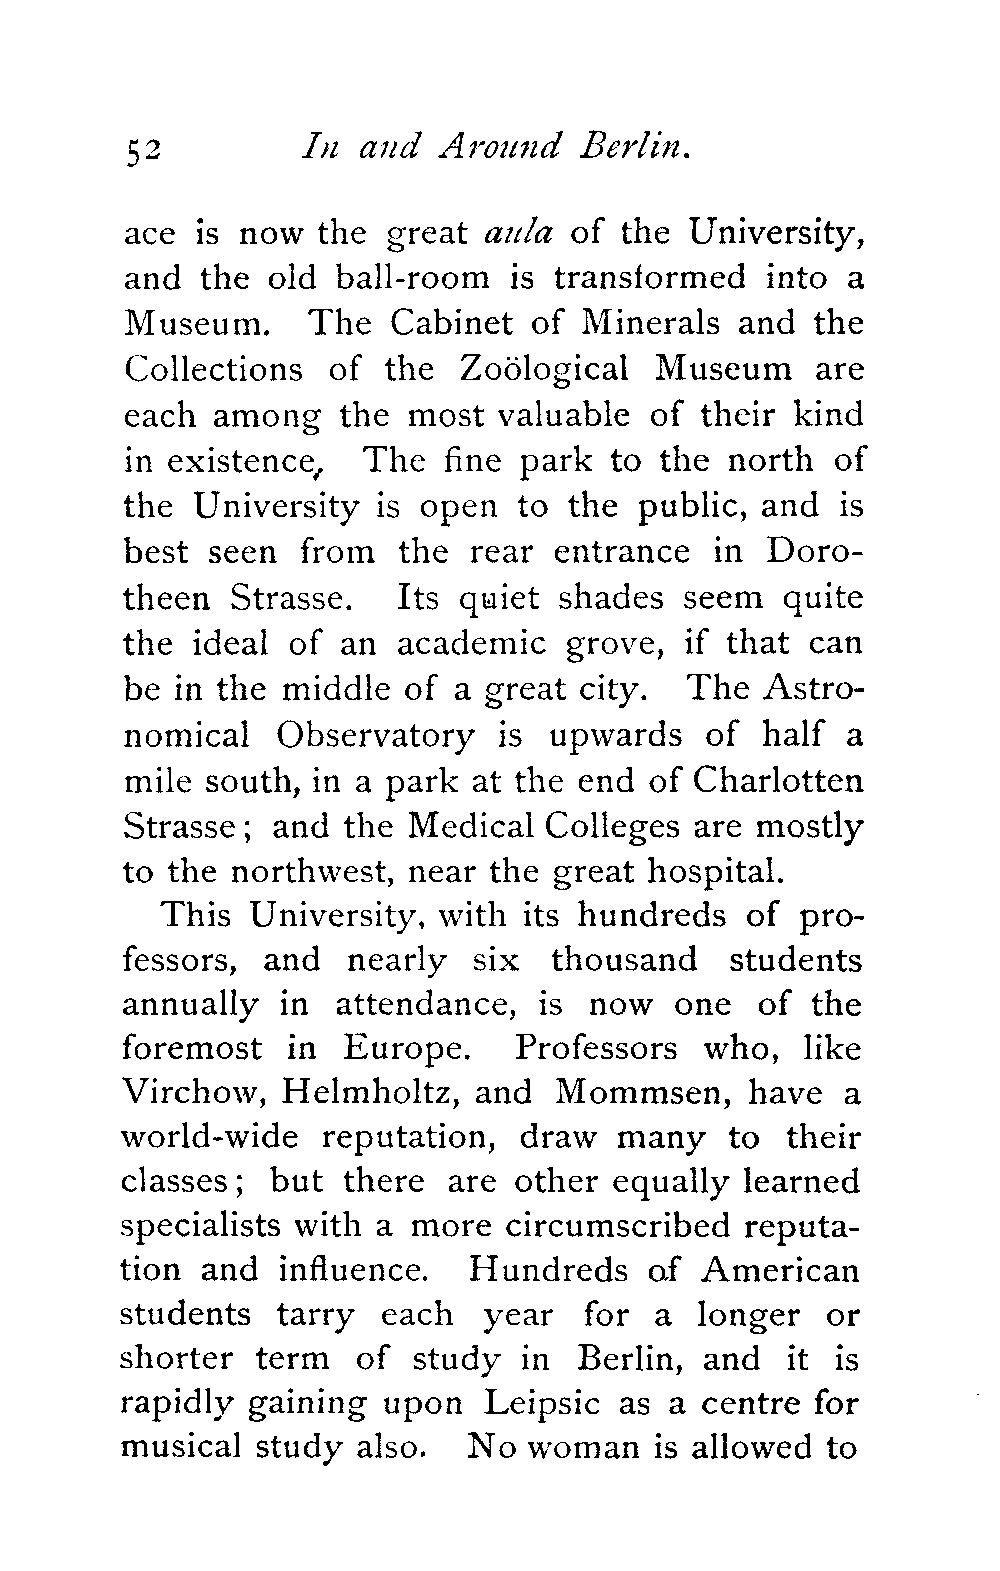 52 In and Around Berlin.
ace is now the great aula of the University,
and the old ball-room is transformed into a
Museum. The Cabinet of Minerals and the
Collections of the Zoölogical Museum are
each among the most valuable of their kind
in existence, The fine park to the north of
the University is open to the public, and is
best seen from the rear entrance in Doro-
theen Strasse. Its quiet shades seem quite
the ideal of an academic grove, if that can
be in the middle of a great city. The Astro-
nomical Observatory is upwards of half a
mile south, in a park at the end of Charlotten
Strasse; and the Medical Colleges are mostly
to the northwest, near the great hospital.
This University, with its hundreds of pro-
fessors, and nearly six thousand students
annually in attendance, is now one of the
foremost in Europe. Professors who, like
Virchow, Helmholtz, and Mommsen, have a
world-wide reputation, draw many to their
classes; but there are other equally learned
specialists with a more circumscribed reputa-
tion and influence. Hundreds of American
students tarry each year for a longer or
shorter term of study in Berlin, and it is
rapidly gaining upon Leipsic as a centre for
musical study also. No woman is allowed to